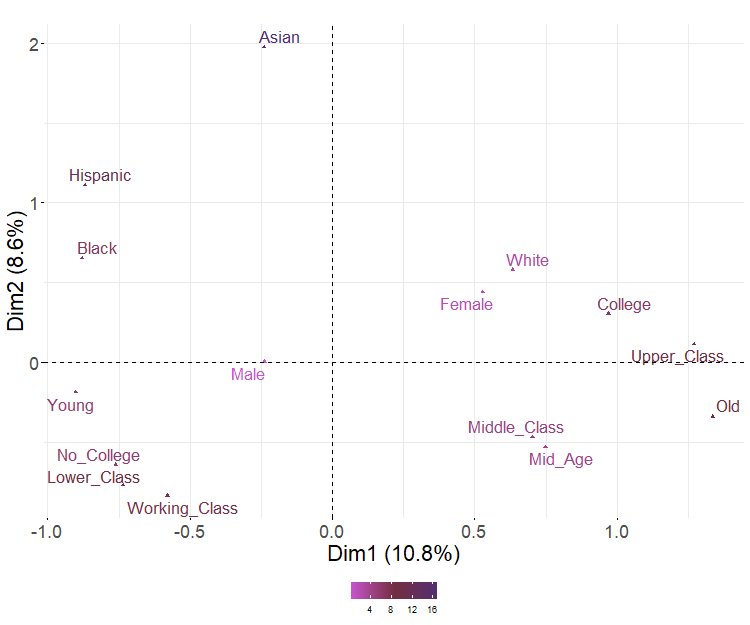 2
Asian
Hispanic
1
Black
White
Female
College
Dim2 (8.6%)
0
Male
Upper_Class
Young
Old
Middle_Class
No_College
Mid_Age
Lower_Class
Working_Class
-1.0 -0.5 0.0 0.5 1.0
Dim1 (10.8%)
4 8 12 16